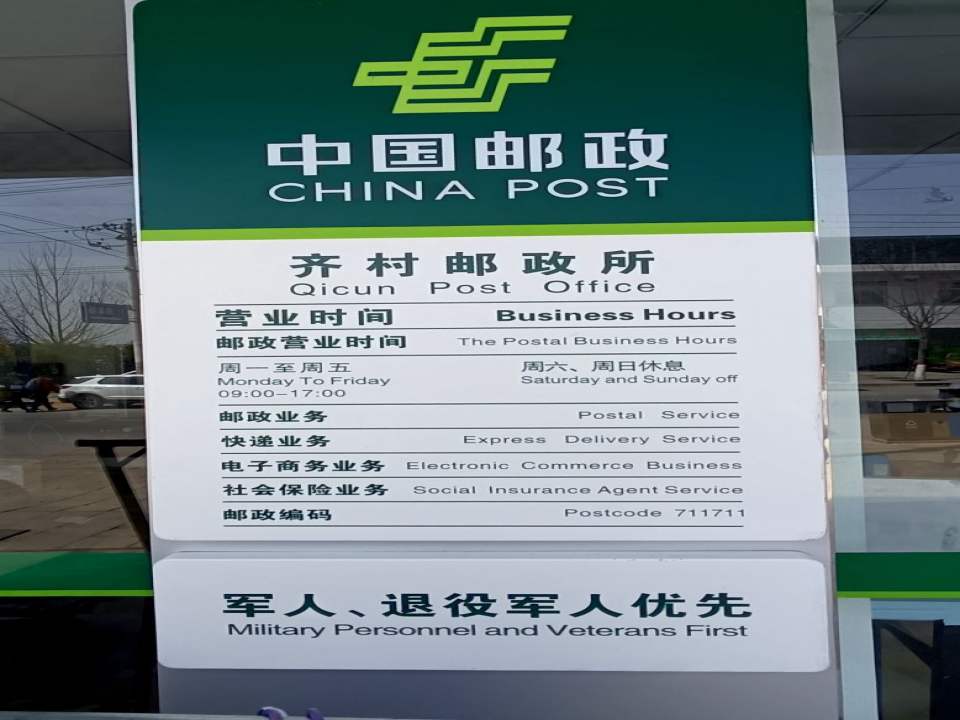 中国邮政
CHINA POST
齐村邮政所
Qicun Post Office
营业时间 Business Hours
邮政营业时间 The Postal Business Hours
周一至周五 周六、周日休息
Monday To Friday Saturday and Sunday off
09:00-17:00
邮政业务 Postal Service
快递业务 Express Delivery Service
电子商务业务 Electronic Commerce Business
社会保险业务 Social Insurance Agent Service
邮政编码 Postcode 711711
军人、退役军人优先
Military Personnel and Veterans First